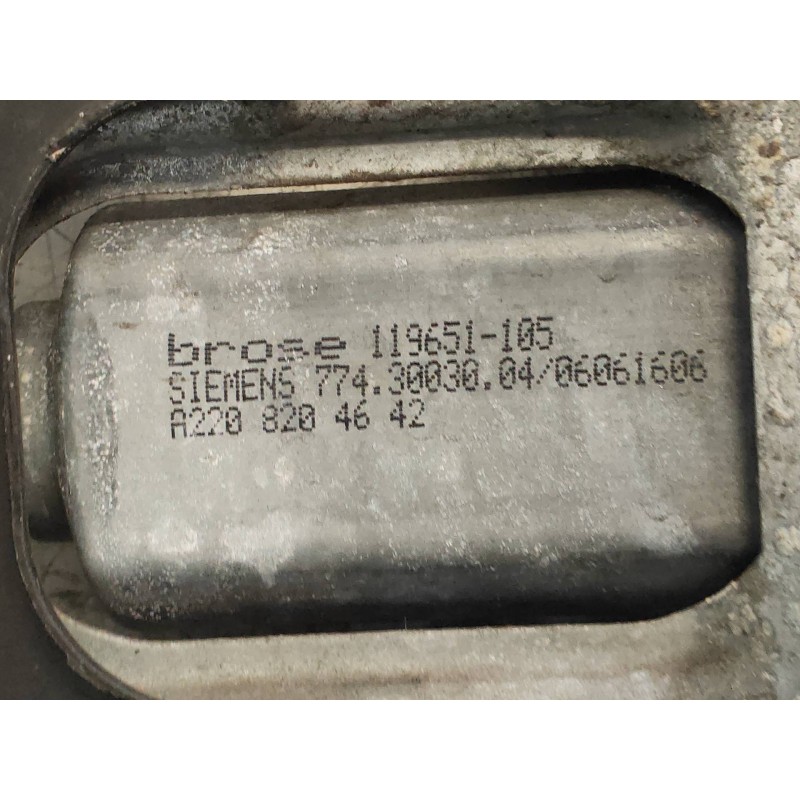 brose 119651-105
SIEMENS 774.30030.04/06061606
A220 820 46 42